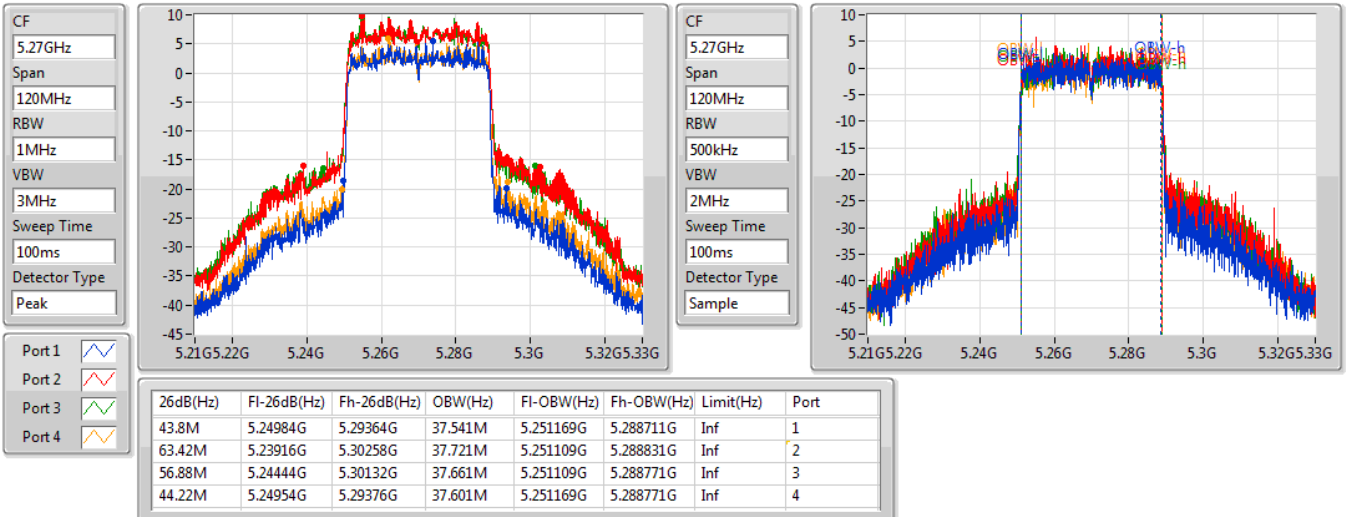 CF
5.27GHz
Span
120MHz
RBW
1MHz
VBW
3MHz
Sweep Time
100ms
Detector Type
Peak
10
5
0
-5
-10
-15
-20
-25
-30
-35
-40
-45
5.21G 5.22G 5.24G 5.26G 5.28G 5.3G 5.32G 5.33G
CF
5.27GHz
Span
120MHz
RBW
500kHz
VBW
2MHz
Sweep Time
100ms
Detector Type
Sample
10
5
0
-5
-10
-15
-20
-25
-30
-35
-40
-45
-50
OBW-h
5.21G 5.22G 5.24G 5.26G 5.28G 5.3G 5.32G 5.33G
Port 1
Port 2
Port 3
Port 4
26dB(Hz) Fl-26dB(Hz) Fh-26dB(Hz) OBW(Hz) Fl-OBW(Hz) Fh-OBW(Hz) Limit(Hz) Port
43.8M 5.24984G 5.29364G 37.541M 5.251169G 5.288711G Inf 1
63.42M 5.23916G 5.30258G 37.721M 5.251109G 5.288831G Inf 2
56.88M 5.24444G 5.30132G 37.661M 5.251109G 5.288771G Inf 3
44.22M 5.24954G 5.29376G 37.601M 5.251169G 5.288771G Inf 4